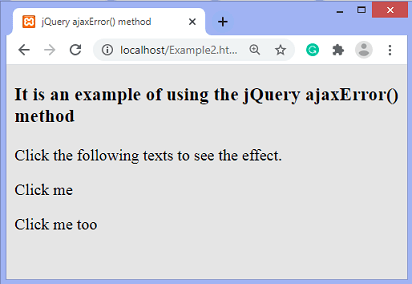 jQuery ajaxError() method
localhost/Example2.ht...
It is an example of using the jQuery ajaxError()
method
Click the following texts to see the effect.
Click me
Click me too